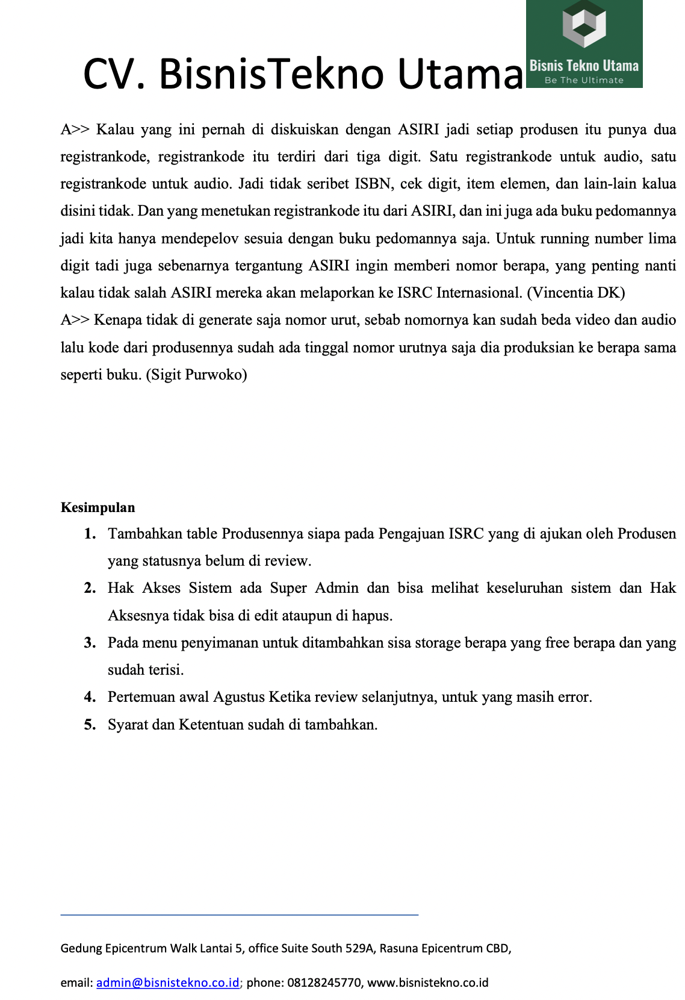 Bisnis Tekno Utama
Be The Ultimate
CV. BisnisTekno Utama
A>> Kalau yang ini pernah di diskuiskan dengan ASIRI jadi setiap produsen itu punya dua
registrankode, registrankode itu terdiri dari tiga digit. Satu registrankode untuk audio, satu
registrankode untuk audio. Jadi tidak seribet ISBN, cek digit, item elemen, dan lain-lain kalua
disini tidak. Dan yang menetukan registrankode itu dari ASIRI, dan ini juga ada buku pedomannya
jadi kita hanya mendepelov sesuia dengan buku pedomannya saja. Untuk running number lima
digit tadi juga sebenarnya tergantung ASIRI ingin memberi nomor berapa, yang penting nanti
kalau tidak salah ASIRI mereka akan melaporkan ke ISRC Internasional. (Vincentia DK)
A>> Kenapa tidak di generate saja nomor urut, sebab nomornya kan sudah beda video dan audio
lalu kode dari produsennya sudah ada tinggal nomor urutnya saja dia produksian ke berapa sama
seperti buku. (Sigit Purwoko)
Kesimpulan
1. Tambahkan table Produsennya siapa pada Pengajuan ISRC yang di ajukan oleh Produsen
yang statusnya belum di review.
2. Hak Akses Sistem ada Super Admin dan bisa melihat keseluruhan sistem dan Hak
Aksesnya tidak bisa di edit ataupun di hapus.
3. Pada menu penyimanan untuk ditambahkan sisa storage berapa yang free berapa dan yang
sudah terisi.
4. Pertemuan awal Agustus Ketika review selanjutnya, untuk yang masih error.
5. Syarat dan Ketentuan sudah di tambahkan.
Gedung Epicentrum Walk Lantai 5, office Suite South 529A, Rasuna Epicentrum CBD,
email: admin@bisnistekno.co.id; phone: 08128245770, www.bisnistekno.co.id